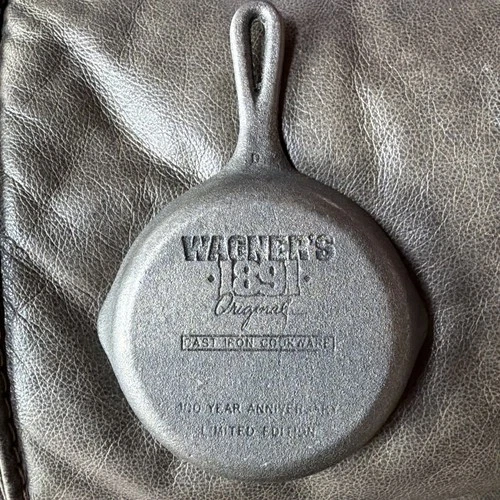 D
WAGNER'S
1891
Original
CAST IRON COOKWARE
100 YEAR ANNIVERSARY
LIMITED EDITION